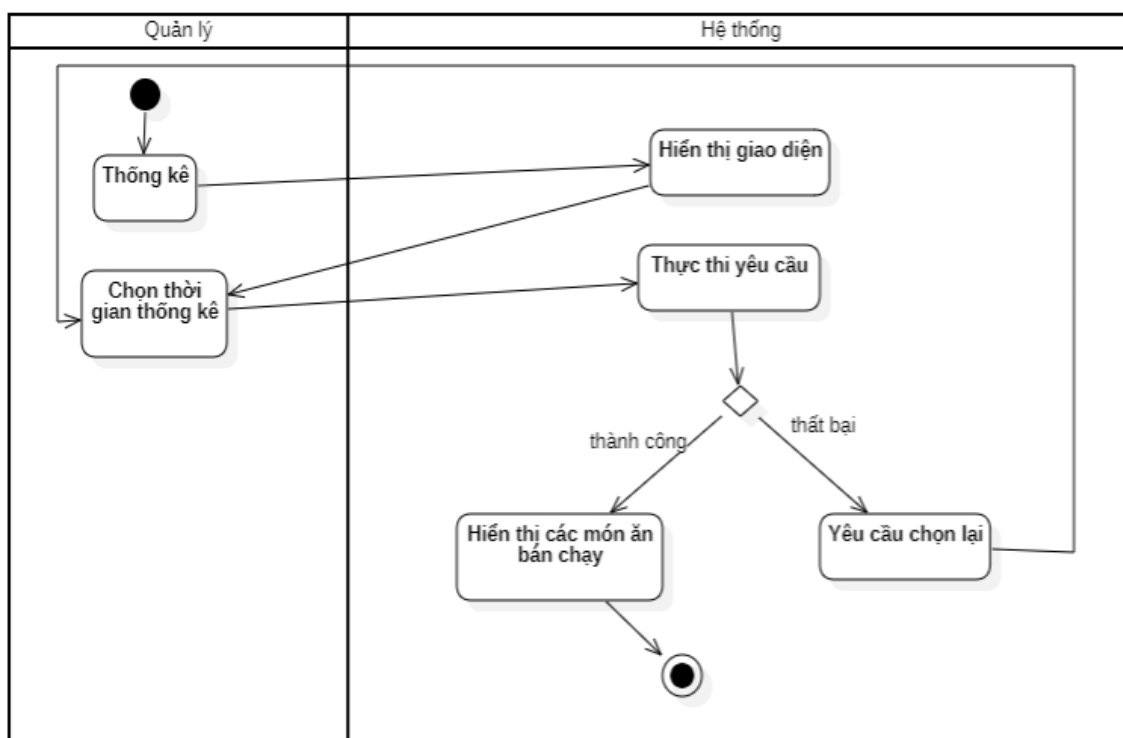 Quản lý
Hệ thống
Thống kê
Hiển thị giao diện
Chọn thời
gian thống kê
Thực thi yêu cầu
thành công
thất bại
Hiển thị các món ăn
bán chạy
Yêu cầu chọn lại